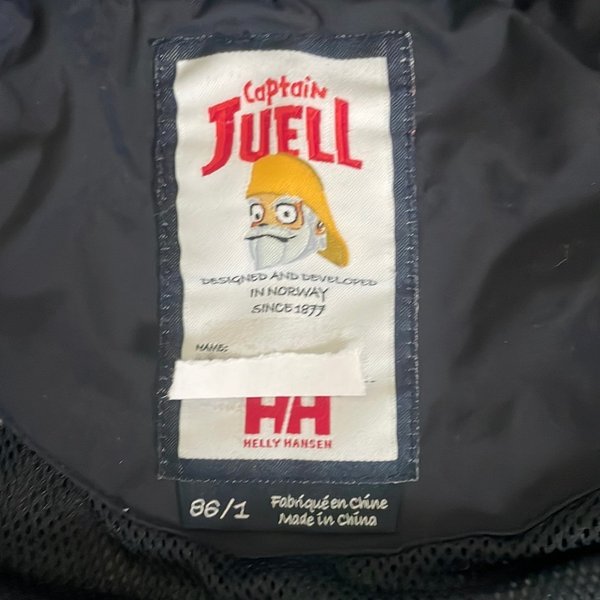 Captain
JUELL
DESIGNED AND DEVELOPED
IN NORWAY
SINCE 1877
NAME:
HH
HELLY HANSEN
86/1
Fabriqué en Chine
Made in China